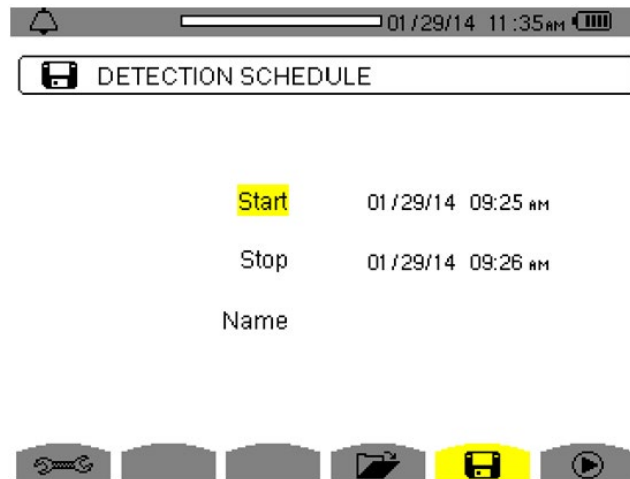 01/29/14 11:35AM
DETECTION SCHEDULE
Start 01/29/14 09:25 AM
Stop 01/29/14 09:26 AM
Name